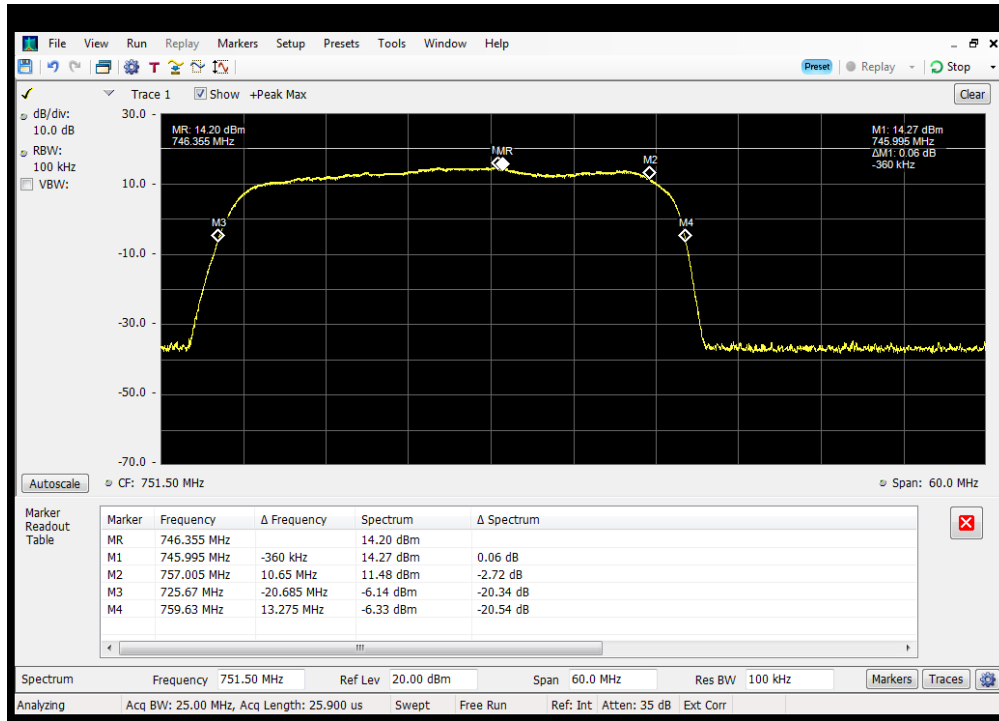 File View Run Replay Markers Setup Presets Tools Window Help
T Preset Replay Stop
Trace 1 Show +Peak Max Clear
dB/div:
10.0 dB
RBW:
100 kHz
VBW:
30.0
10.0
-10.0
-30.0
-50.0
-70.0
MR: 14.20 dBm
746.355 MHz
M1: 14.27 dBm
745.995 MHz
ΔM1: 0.06 dB
-360 kHz
MR
M2
M3
M4
Autoscale CF: 751.50 MHz Span: 60.0 MHz
Marker
Readout
Table
Marker Frequency Δ Frequency Spectrum Δ Spectrum
MR 746.355 MHz 14.20 dBm
M1 745.995 MHz -360 kHz 14.27 dBm 0.06 dB
M2 757.005 MHz 10.65 MHz 11.48 dBm -2.72 dB
M3 725.67 MHz -20.685 MHz -6.14 dBm -20.34 dB
M4 759.63 MHz 13.275 MHz -6.33 dBm -20.54 dB
Spectrum Frequency 751.50 MHz Ref Lev 20.00 dBm Span 60.0 MHz Res BW 100 kHz Markers Traces
Analyzing Acq BW: 25.00 MHz, Acq Length: 25.900 us Swept Free Run Ref: Int Atten: 35 dB Ext Corr